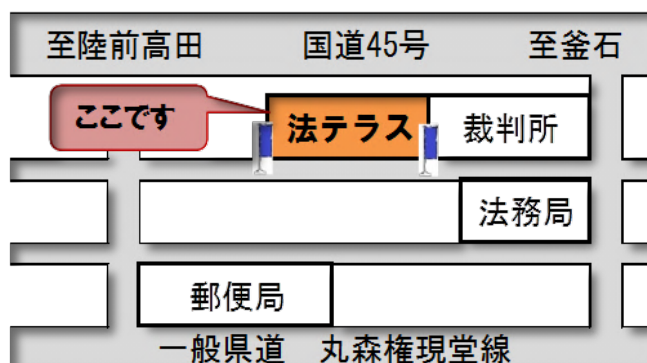 至陸前高田 国道45号 至釜石
ここです
法テラス 裁判所
法務局
郵便局
一般県道 丸森権現堂線